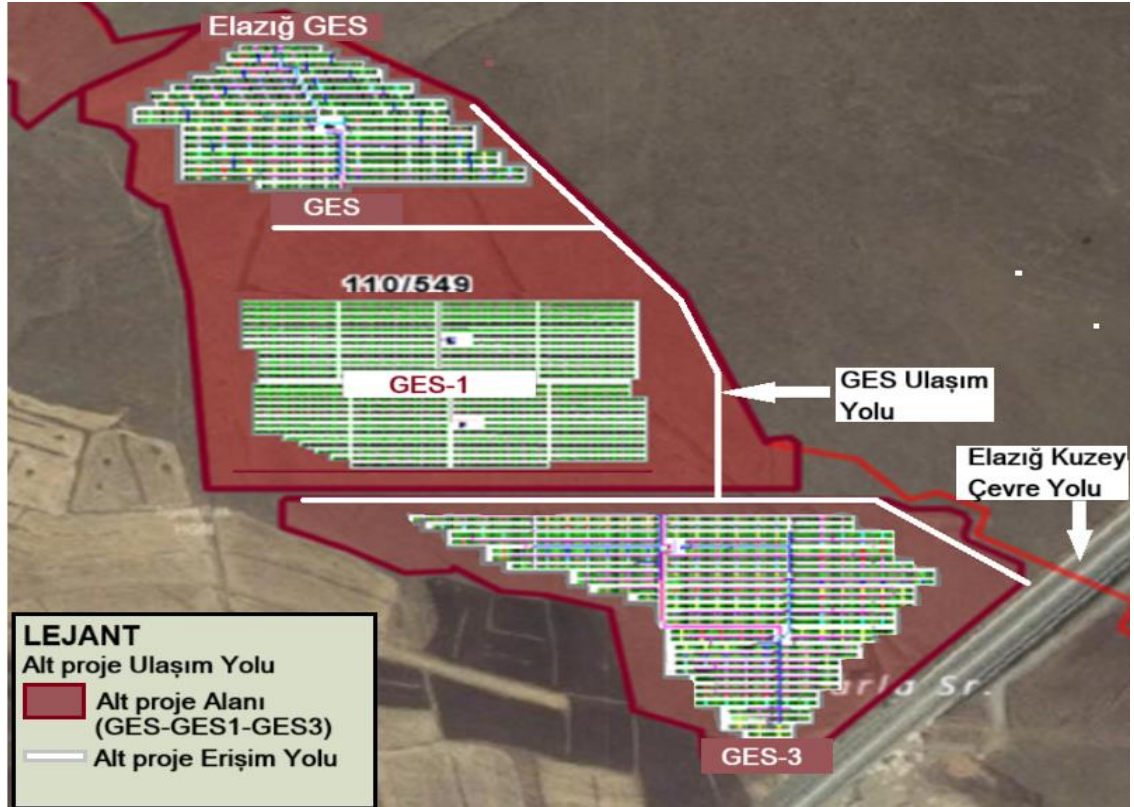 Elazığ GES
GES
110/549
GES-1
GES Ulaşım
Yolu
Elazığ Kuzey
Çevre Yolu
GES-3
LEJANT
Alt proje Ulaşım Yolu
Alt proje Alanı
(GES-GES1-GES3)
Alt proje Erişim Yolu